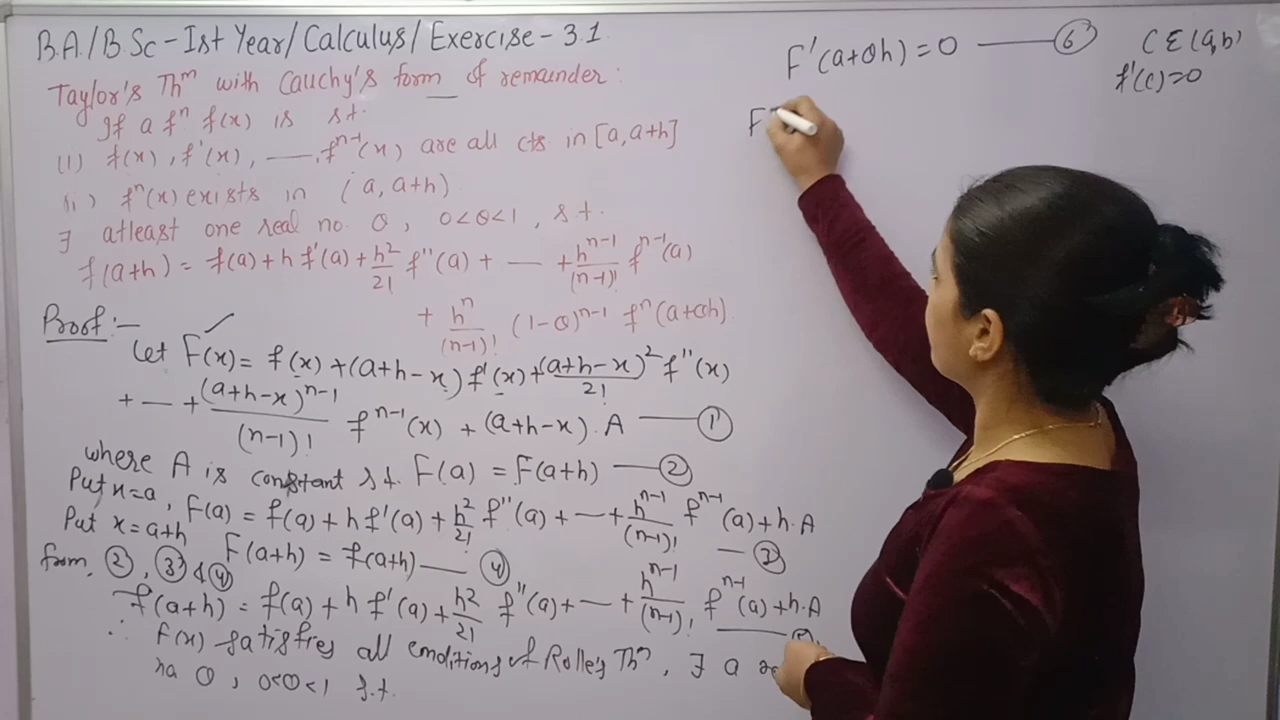 B.A./B.Sc - Ist Year / Calculus / Exercise - 3.1
Taylor's Thᵐ with Cauchy's form of remainder:
If a fⁿ f(x) is s.t.
(i) f(x), f'(x), —, fⁿ⁻¹(x) are all cts in [a, a+h]
(ii) fⁿ(x) exists in (a, a+h)
∃ atleast one real no. θ, 0<θ<1, s.t.
f(a+h) = f(a) + h f'(a) + h²/2! f''(a) + — + hⁿ⁻¹/(n-1)! fⁿ⁻¹(a)
+ hⁿ/(n-1)! (1-θ)ⁿ⁻¹ fⁿ(a+θh)
Proof:-
Let F(x) = f(x) + (a+h-x) f'(x) + (a+h-x)²/2! f''(x)
+ — + (a+h-x)ⁿ⁻¹/(n-1)! fⁿ⁻¹(x) + (a+h-x). A — ①
where A is constant s.t. F(a) = F(a+h) — ②
Put x=a, F(a) = f(a) + h f'(a) + h²/2! f''(a) + — + hⁿ⁻¹/(n-1)! fⁿ⁻¹(a) + h.A
— ③
Put x = a+h F(a+h) = f(a+h) — ④
from, ②, ③ & ④
f(a+h) = f(a) + h f'(a) + h²/2! f''(a) + — + hⁿ⁻¹/(n-1)! fⁿ⁻¹(a) + h.A
∴ F(x) satisfies all conditions of Rolle's Thᵐ, ∃ a
no θ, 0<θ<1 s.t.
F'(a+θh) = 0 — ⑥
C ∈ (a,b)
f'(c) = 0